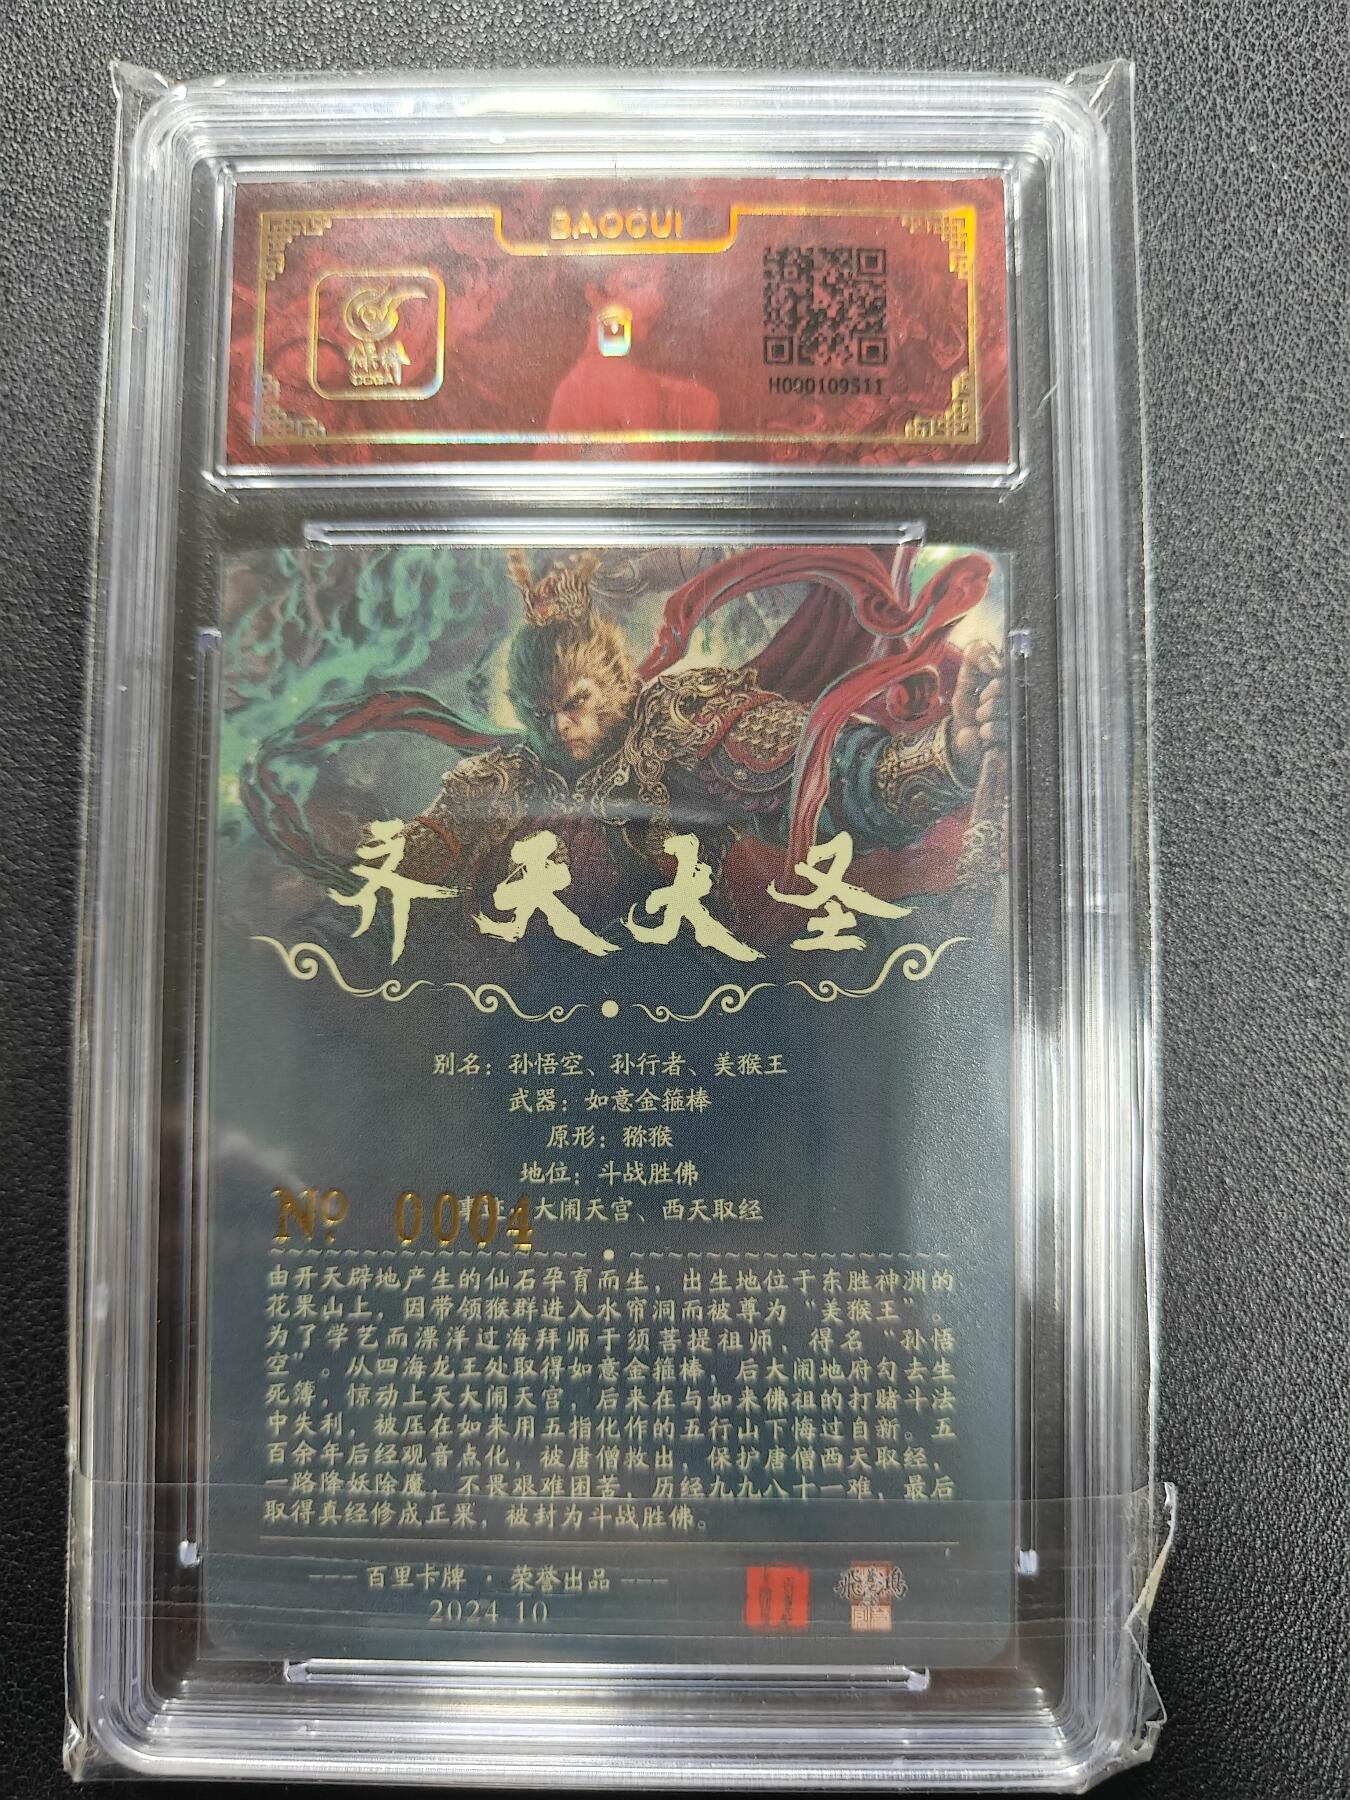 BAOGUI
保粹
CCGA
H000109511
齐天大圣
别名：孙悟空、孙行者、美猴王
武器：如意金箍棒
原形：猕猴
地位：斗战胜佛
事迹：大闹天宫、西天取经
Nº 0004
由开天辟地产生的仙石孕育而生，出生地位于东胜神洲的
花果山上，因带领猴群进入水帘洞而被尊为“美猴王”。
为了学艺而漂洋过海拜师于须菩提祖师，得名“孙悟
空”。从四海龙王处取得如意金箍棒，后大闹地府勾去生
死簿，惊动上天大闹天宫，后来在与如来佛祖的打赌斗法
中失利，被压在如来用五指化作的五行山下悔过自新。五
百余年后经观音点化，被唐僧救出，保护唐僧西天取经，
一路降妖除魔，不畏艰难困苦，历经九九八十一难，最后
取得真经修成正果，被封为斗战胜佛。
--- 百里卡牌 · 荣誉出品 ---
2024.10